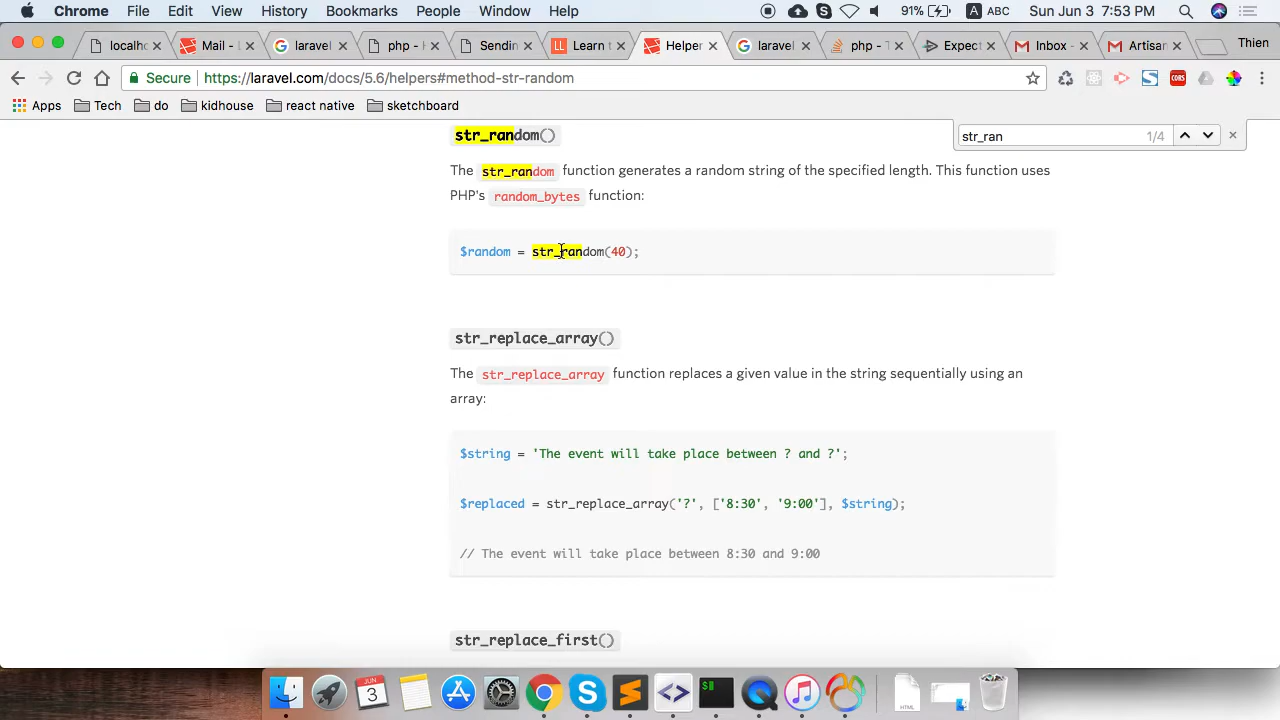 Chrome File Edit View History Bookmarks People Window Help 91% A ABC Sun Jun 3 7:53 PM
localho Mail - L laravel php - H Sendin Learn t Helper laravel php - T Expect Inbox - Artisan Thien
Secure https://laravel.com/docs/5.6/helpers#method-str-random CORS
Apps Tech do kidhouse react native sketchboard
str_ran 1/4
str_random()
The str_random function generates a random string of the specified length. This function uses
PHP's random_bytes function:
$random = str_random(40);
str_replace_array()
The str_replace_array function replaces a given value in the string sequentially using an
array:
$string = 'The event will take place between ? and ?';
$replaced = str_replace_array('?', ['8:30', '9:00'], $string);
// The event will take place between 8:30 and 9:00
str_replace_first()
JUN
3
HTML